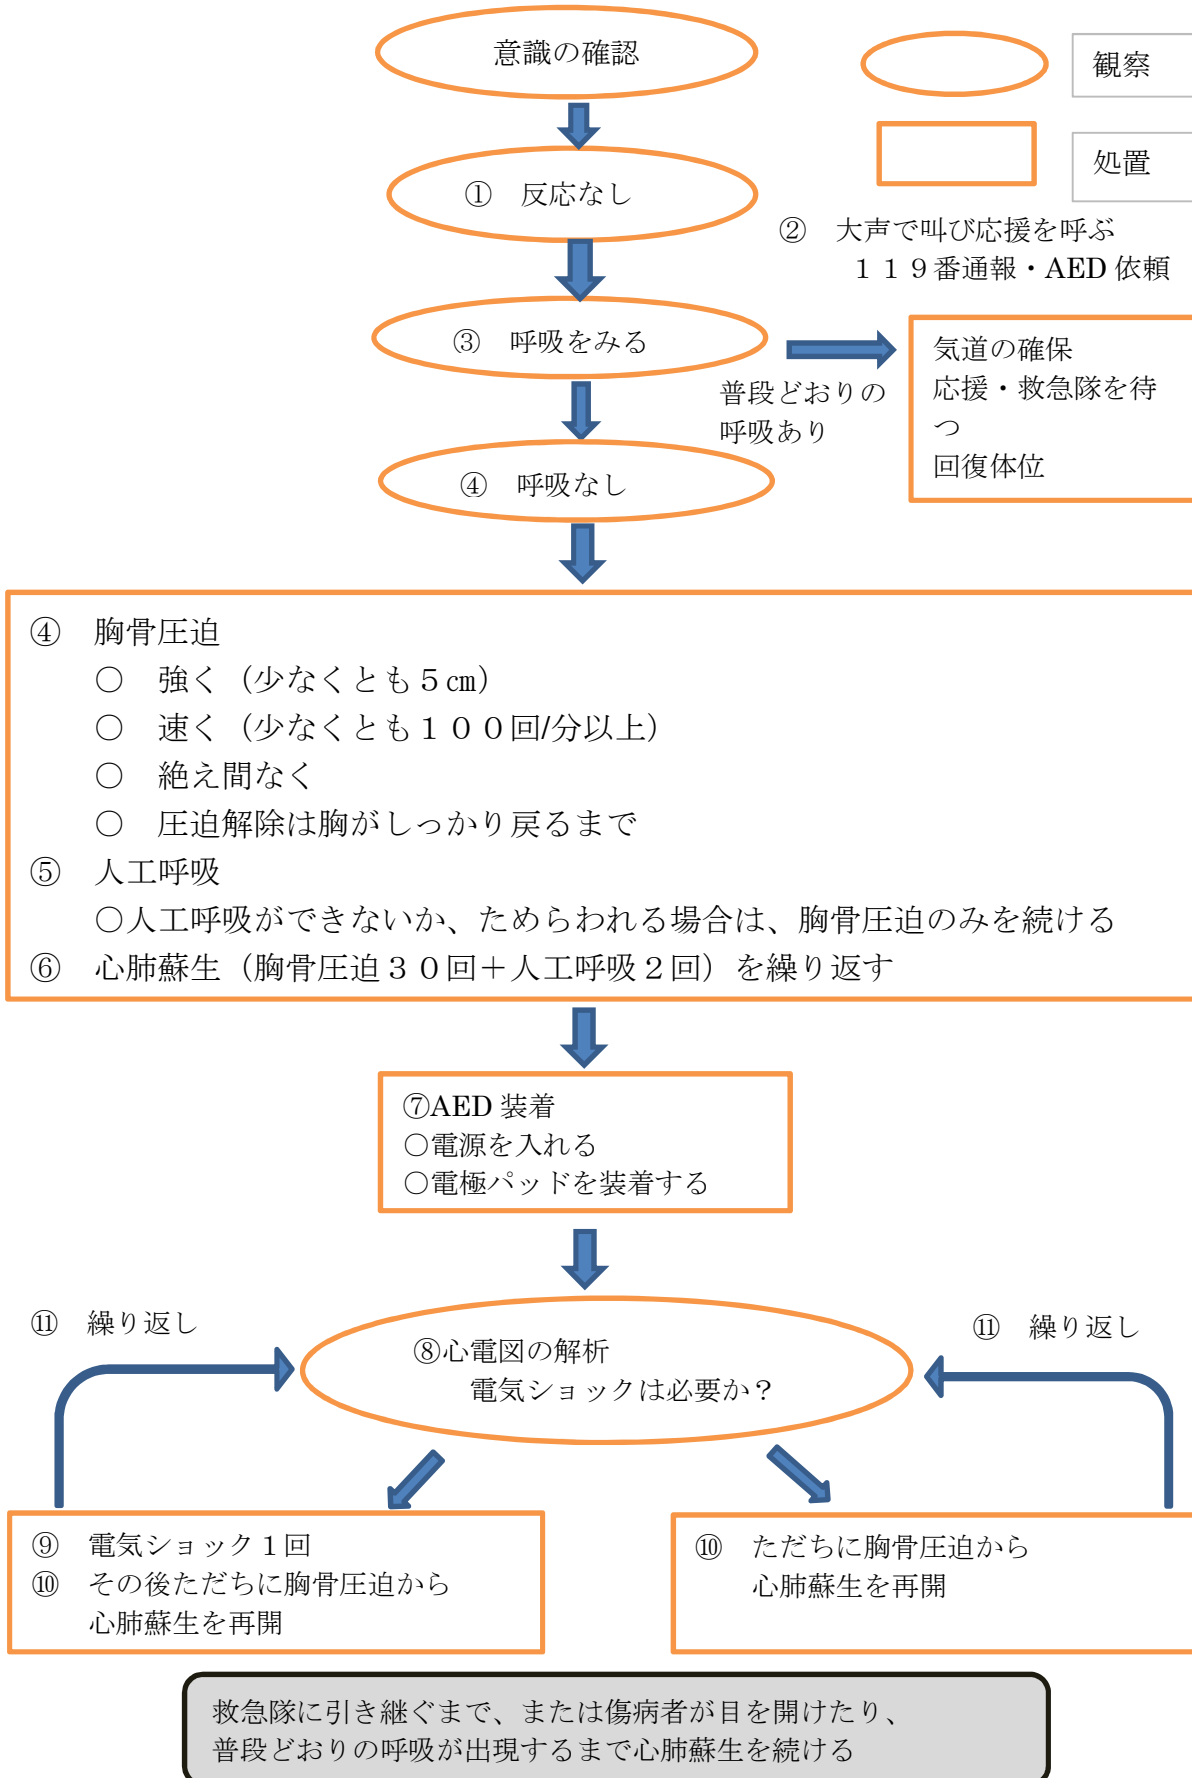 意識の確認
観察
処置
① 反応なし
② 大声で叫び応援を呼ぶ
１１９番通報・AED 依頼
③ 呼吸をみる
普段どおりの
呼吸あり
気道の確保
応援・救急隊を待
つ
回復体位
④ 呼吸なし
④ 胸骨圧迫
○ 強く（少なくとも５㎝）
○ 速く（少なくとも１００回/分以上）
○ 絶え間なく
○ 圧迫解除は胸がしっかり戻るまで
⑤ 人工呼吸
○人工呼吸ができないか、ためらわれる場合は、胸骨圧迫のみを続ける
⑥ 心肺蘇生（胸骨圧迫３０回＋人工呼吸２回）を繰り返す
⑦AED 装着
○電源を入れる
○電極パッドを装着する
⑪ 繰り返し
⑪ 繰り返し
⑧心電図の解析
電気ショックは必要か？
⑨ 電気ショック１回
⑩ その後ただちに胸骨圧迫から
心肺蘇生を再開
⑩ ただちに胸骨圧迫から
心肺蘇生を再開
救急隊に引き継ぐまで、または傷病者が目を開けたり、
普段どおりの呼吸が出現するまで心肺蘇生を続ける